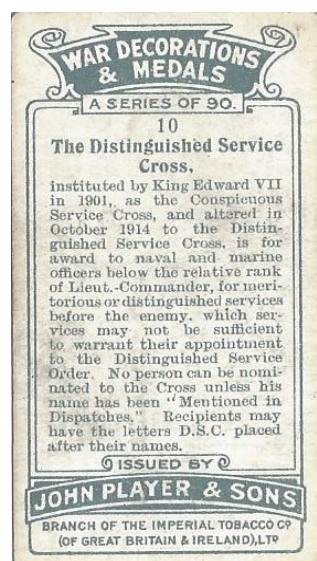 WAR DECORATIONS
& MEDALS
A SERIES OF 90.
10
The Distinguished Service
Cross,
instituted by King Edward VII
in 1901, as the Conspicuous
Service Cross, and altered in
October 1914 to the Distin-
guished Service Cross, is for
award to naval and marine
officers below the relative rank
of Lieut.-Commander, for meri-
torious or distinguished services
before the enemy, which ser-
vices may not be sufficient
to warrant their appointment
to the Distinguished Service
Order. No person can be nomi-
nated to the Cross unless his
name has been "Mentioned in
Dispatches." Recipients may
have the letters D.S.C. placed
after their names.
ISSUED BY
JOHN PLAYER & SONS
BRANCH OF THE IMPERIAL TOBACCO Co
(OF GREAT BRITAIN & IRELAND), LTD